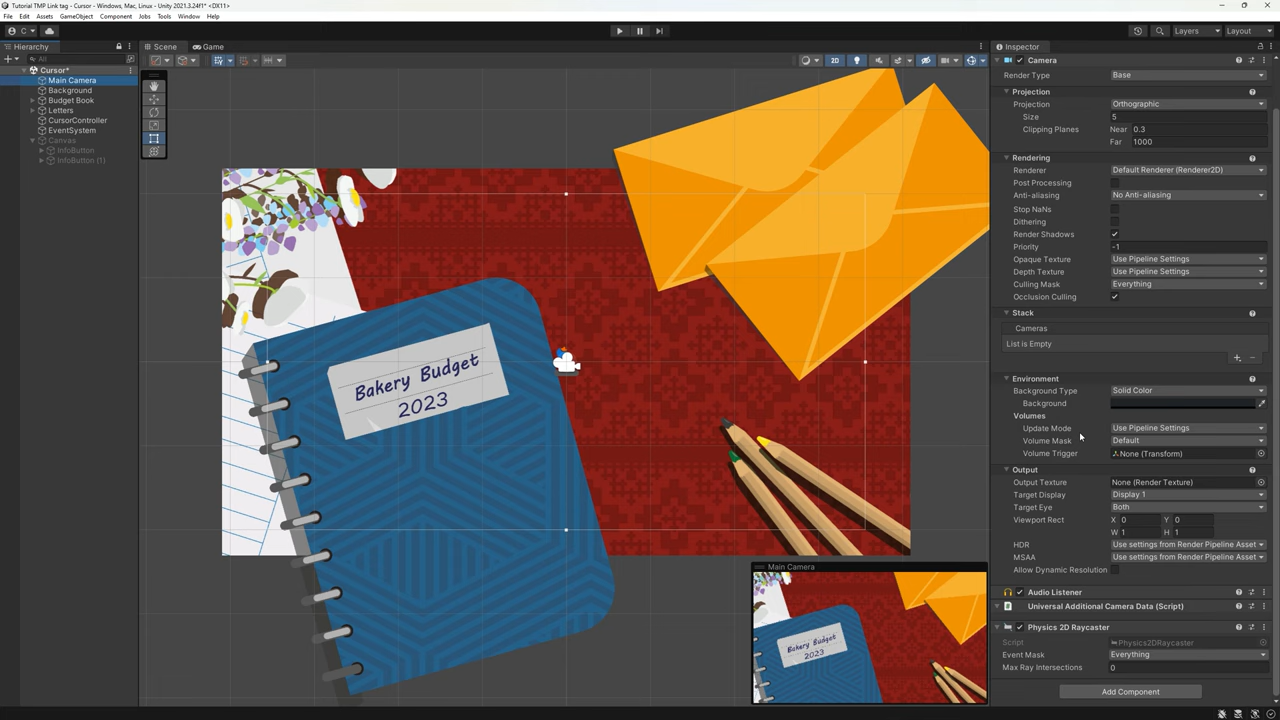 Tutorial TMP Link tag - Cursor - Windows, Mac, Linux - Unity 2021.3.24f1* <DX11>
File Edit Assets GameObject Component Jobs Tools Window Help
C
Layers
Layout
Hierarchy
Scene
Game
Inspector
All
2D
Cursor*
Main Camera
Background
Budget Book
Letters
CursorController
EventSystem
Canvas
InfoButton
InfoButton (1)
Bakery Budget
2023
Main Camera
Bakery Budget
2023
Camera
Render Type Base
Projection
Projection Orthographic
Size 5
Clipping Planes Near 0.3
Far 1000
Rendering
Renderer Default Renderer (Renderer2D)
Post Processing
Anti-aliasing No Anti-aliasing
Stop NaNs
Dithering
Render Shadows
Priority -1
Opaque Texture Use Pipeline Settings
Depth Texture Use Pipeline Settings
Culling Mask Everything
Occlusion Culling
Stack
Cameras
List is Empty
Environment
Background Type Solid Color
Background
Volumes
Update Mode Use Pipeline Settings
Volume Mask Default
Volume Trigger None (Transform)
Output
Output Texture None (Render Texture)
Target Display Display 1
Target Eye Both
Viewport Rect X 0 Y 0
W 1 H 1
HDR Use settings from Render Pipeline Asset
MSAA Use settings from Render Pipeline Asset
Allow Dynamic Resolution
Audio Listener
Universal Additional Camera Data (Script)
Physics 2D Raycaster
Script Physics2DRaycaster
Event Mask Everything
Max Ray Intersections 0
Add Component